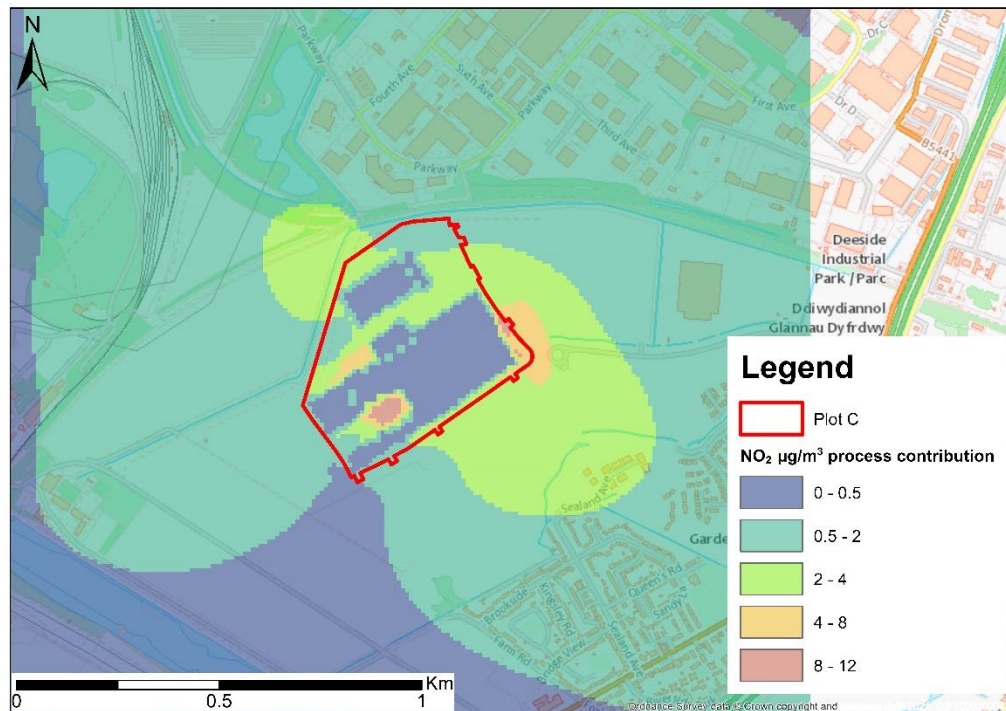 N
Parkway
Fourth Ave
Sixth Ave
Parkway
First Ave
Third Ave
Parkway
Dr C
Dr D
B5441
Deeside
Industrial
Park / Parc
Ddiwydiannol
Glannau Dyfrdwy
Sealand Ave
Garde
Queen's Rd
Sandy La
Kingsley Rd
Brookside
Farm Rd
Sealand Ave
Legend
Plot C
NO₂ µg/m³ process contribution
0 - 0.5
0.5 - 2
2 - 4
4 - 8
8 - 12
Km
0
0.5
1
Ordnance Survey data © Crown copyright and